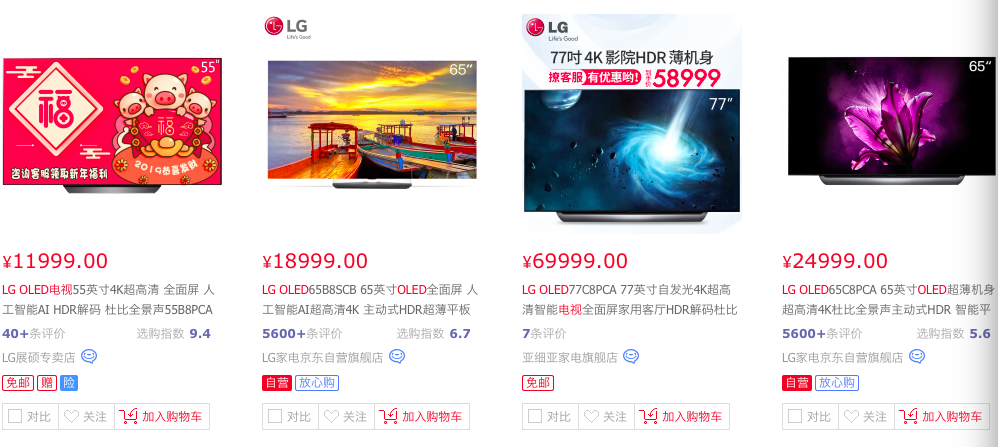 55"
福
福
2019恭喜发财
咨询客服领取新年福利
¥11999.00
LG OLED电视55英寸4K超高清 全面屏 人
工智能AI HDR解码 杜比全景声55B8PCA
40+条评价 选购指数 9.4
LG展硕专卖店
免邮 赠 险
对比 关注 加入购物车
LG
Life's Good
65"
¥18999.00
LG OLED65B8SCB 65英寸OLED全面屏 人
工智能AI超高清4K 主动式HDR超薄平板
5600+条评价 选购指数 6.7
LG家电京东自营旗舰店
自营 放心购
对比 关注 加入购物车
LG
Life's Good
77吋 4K 影院HDR 薄机身
撩客服 有优惠哟! 58999
77"
¥69999.00
LG OLED77C8PCA 77英寸自发光4K超高
清智能电视全面屏家用客厅HDR解码杜比
7条评价
亚细亚家电旗舰店
免邮
对比 关注 加入购物车
65"
¥24999.00
LG OLED65C8PCA 65英寸OLED超薄机身
超高清4K杜比全景声主动式HDR 智能平
5600+条评价 选购指数 5.6
LG家电京东自营旗舰店
自营 放心购
对比 关注 加入购物车